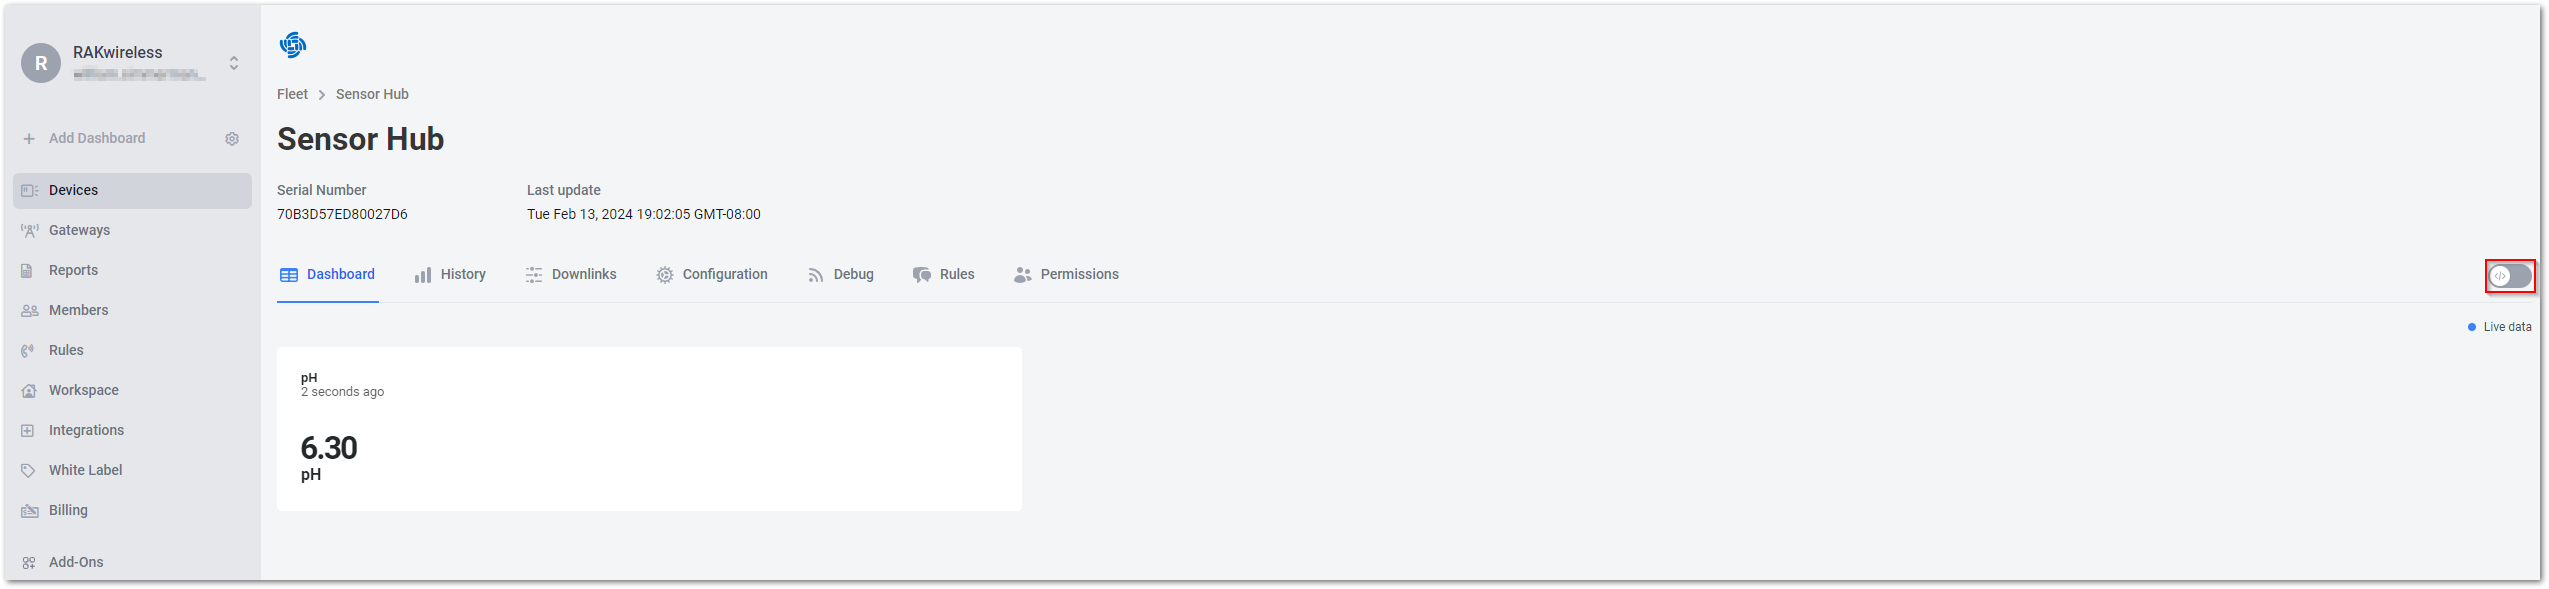 R
RAKwireless
Add Dashboard
Devices
Gateways
Reports
Members
Rules
Workspace
Integrations
White Label
Billing
Add-Ons
Fleet > Sensor Hub
Sensor Hub
Serial Number Last update
70B3D57ED80027D6 Tue Feb 13, 2024 19:02:05 GMT-08:00
Dashboard History Downlinks Configuration Debug Rules Permissions
</>
Live data
pH
2 seconds ago
6.30
pH